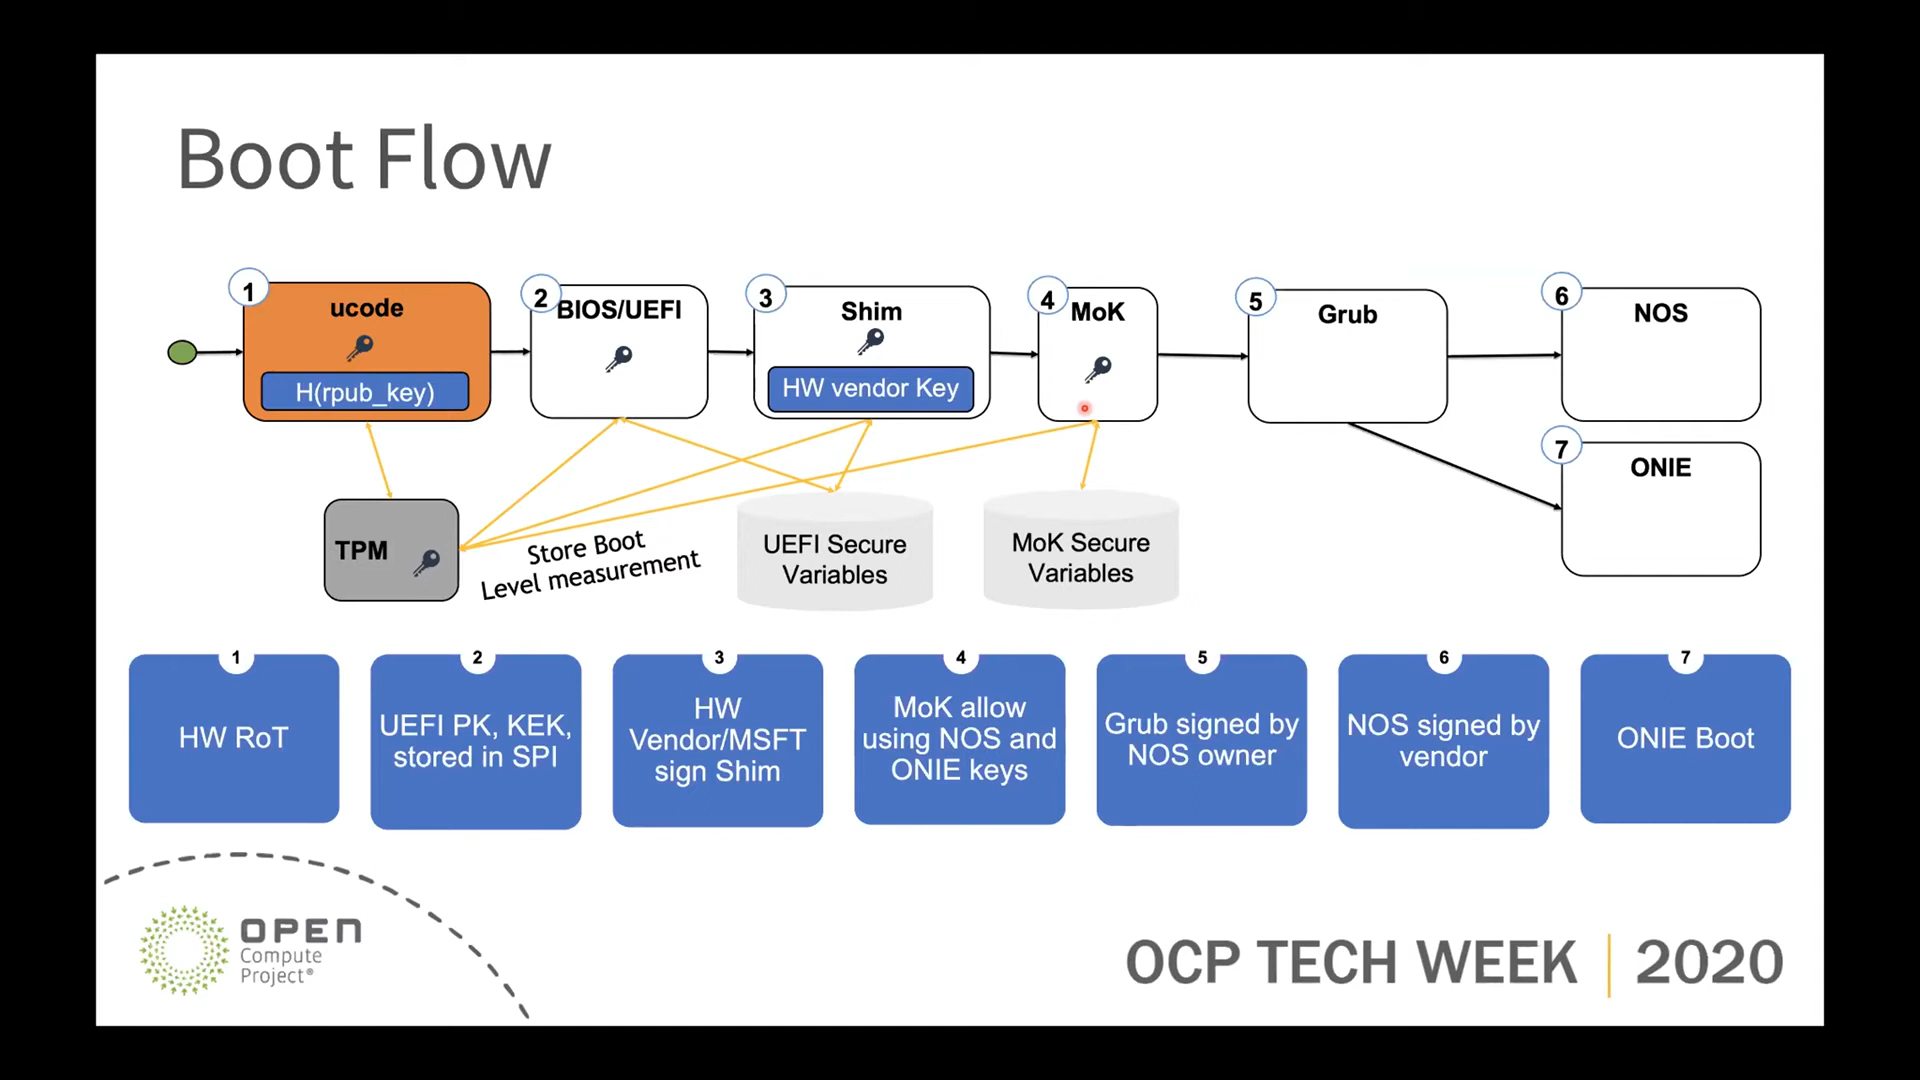 Boot Flow
1
ucode
H(rpub_key)
2
BIOS/UEFI
3
Shim
HW vendor Key
4
MoK
5
Grub
6
NOS
7
ONIE
TPM
Store Boot
Level measurement
UEFI Secure
Variables
MoK Secure
Variables
1
HW RoT
2
UEFI PK, KEK,
stored in SPI
3
HW
Vendor/MSFT
sign Shim
4
MoK allow
using NOS and
ONIE keys
5
Grub signed by
NOS owner
6
NOS signed by
vendor
7
ONIE Boot
OPEN
Compute
Project®
OCP TECH WEEK | 2020